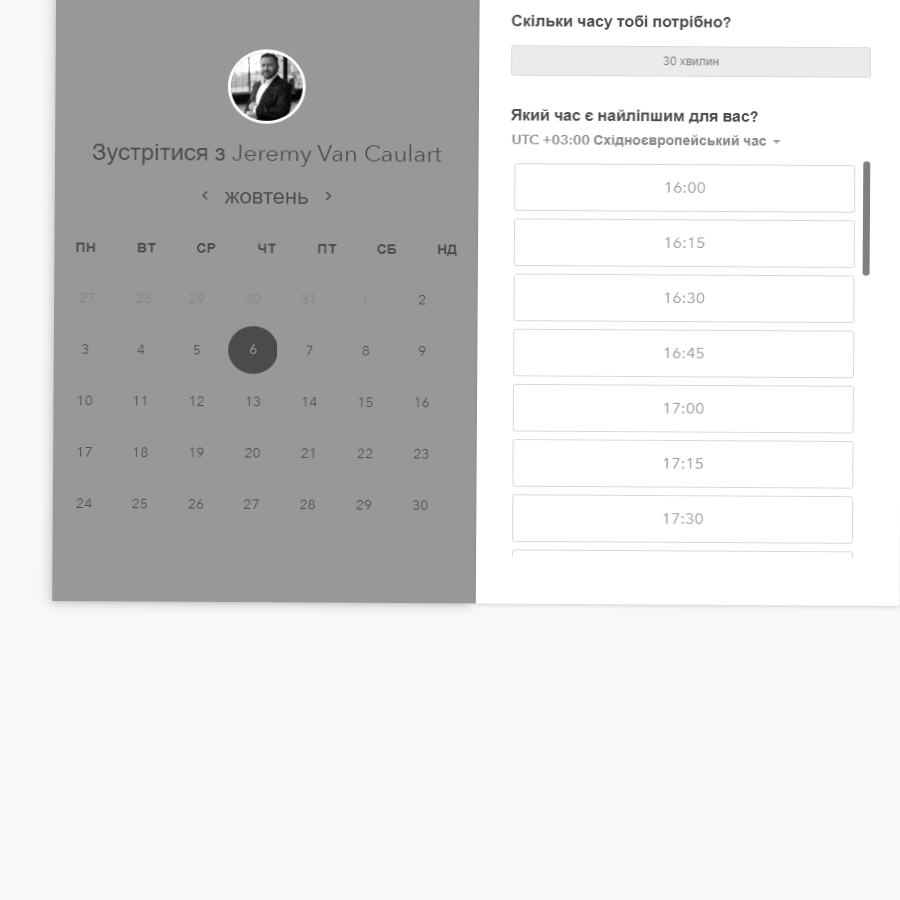 Зустрітися з Jeremy Van Caulart
жовтень
ПН ВТ СР ЧТ ПТ СБ НД
27 28 29 30 31 1 2
3 4 5 6 7 8 9
10 11 12 13 14 15 16
17 18 19 20 21 22 23
24 25 26 27 28 29 30
Скільки часу тобі потрібно?
30 хвилин
Який час є найліпшим для вас?
UTC +03:00 Східноєвропейський час
16:00
16:15
16:30
16:45
17:00
17:15
17:30